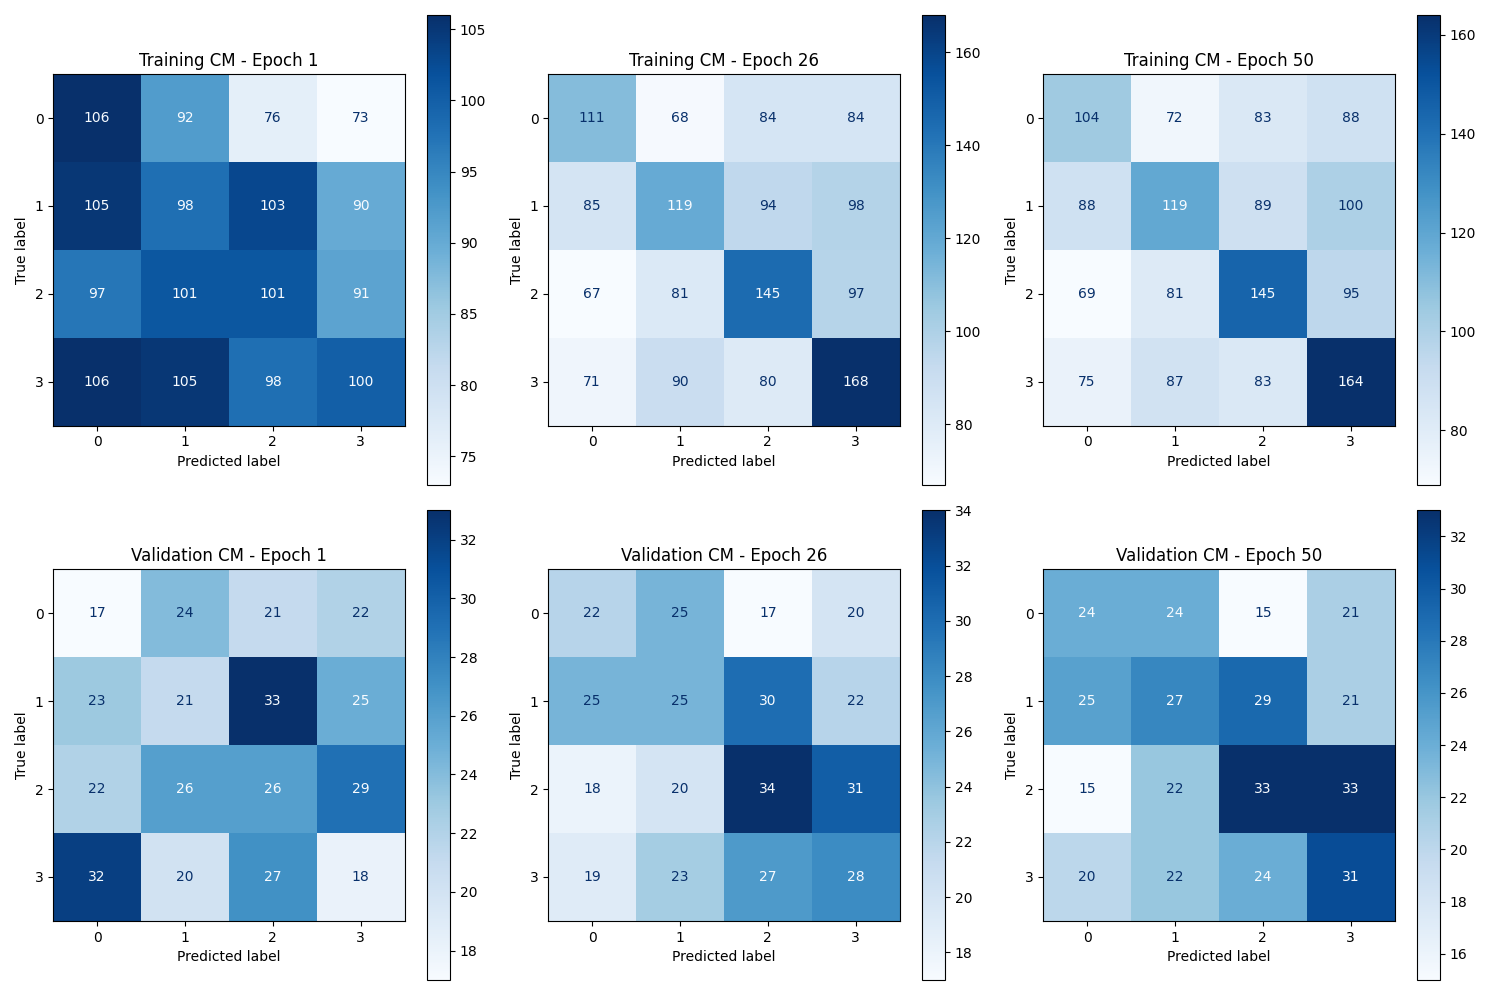 Training CM - Epoch 1
0 106 92 76 73
1 105 98 103 90
2 97 101 101 91
3 106 105 98 100
0 1 2 3
Predicted label
True label
105
100
95
90
85
80
75
Training CM - Epoch 26
0 111 68 84 84
1 85 119 94 98
2 67 81 145 97
3 71 90 80 168
0 1 2 3
Predicted label
True label
160
140
120
100
80
Training CM - Epoch 50
0 104 72 83 88
1 88 119 89 100
2 69 81 145 95
3 75 87 83 164
0 1 2 3
Predicted label
True label
160
140
120
100
80
Validation CM - Epoch 1
0 17 24 21 22
1 23 21 33 25
2 22 26 26 29
3 32 20 27 18
0 1 2 3
Predicted label
True label
32
30
28
26
24
22
20
18
Validation CM - Epoch 26
0 22 25 17 20
1 25 25 30 22
2 18 20 34 31
3 19 23 27 28
0 1 2 3
Predicted label
True label
34
32
30
28
26
24
22
20
18
Validation CM - Epoch 50
0 24 24 15 21
1 25 27 29 21
2 15 22 33 33
3 20 22 24 31
0 1 2 3
Predicted label
True label
32
30
28
26
24
22
20
18
16